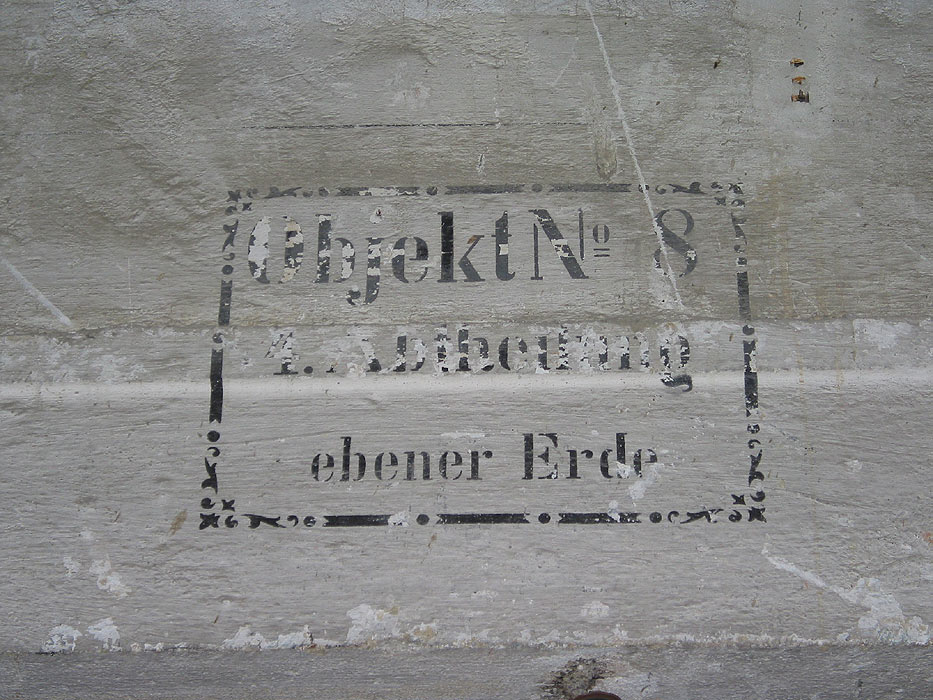 Objekt Nº 8
4. Abtheilung
ebener Erde